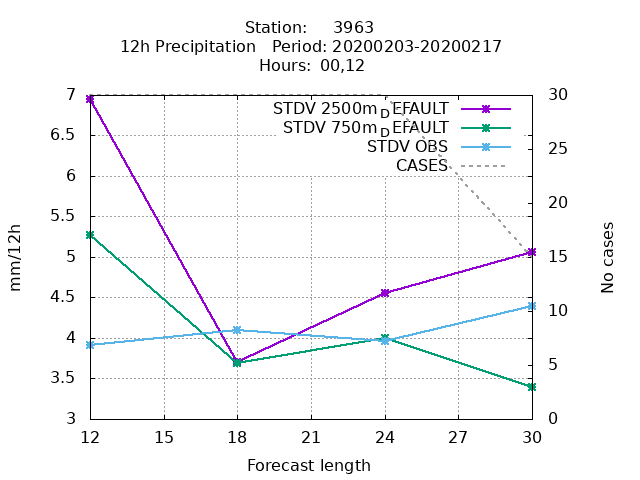 Station: 3963
12h Precipitation Period: 20200203-20200217
Hours: 00,12
7
6.5
6
5.5
5
4.5
4
3.5
3
30
25
20
15
10
5
0
STDV 2500m_DEFAULT
STDV 750m_DEFAULT
STDV OBS
CASES
mm/12h
No cases
12 15 18 21 24 27 30
Forecast length